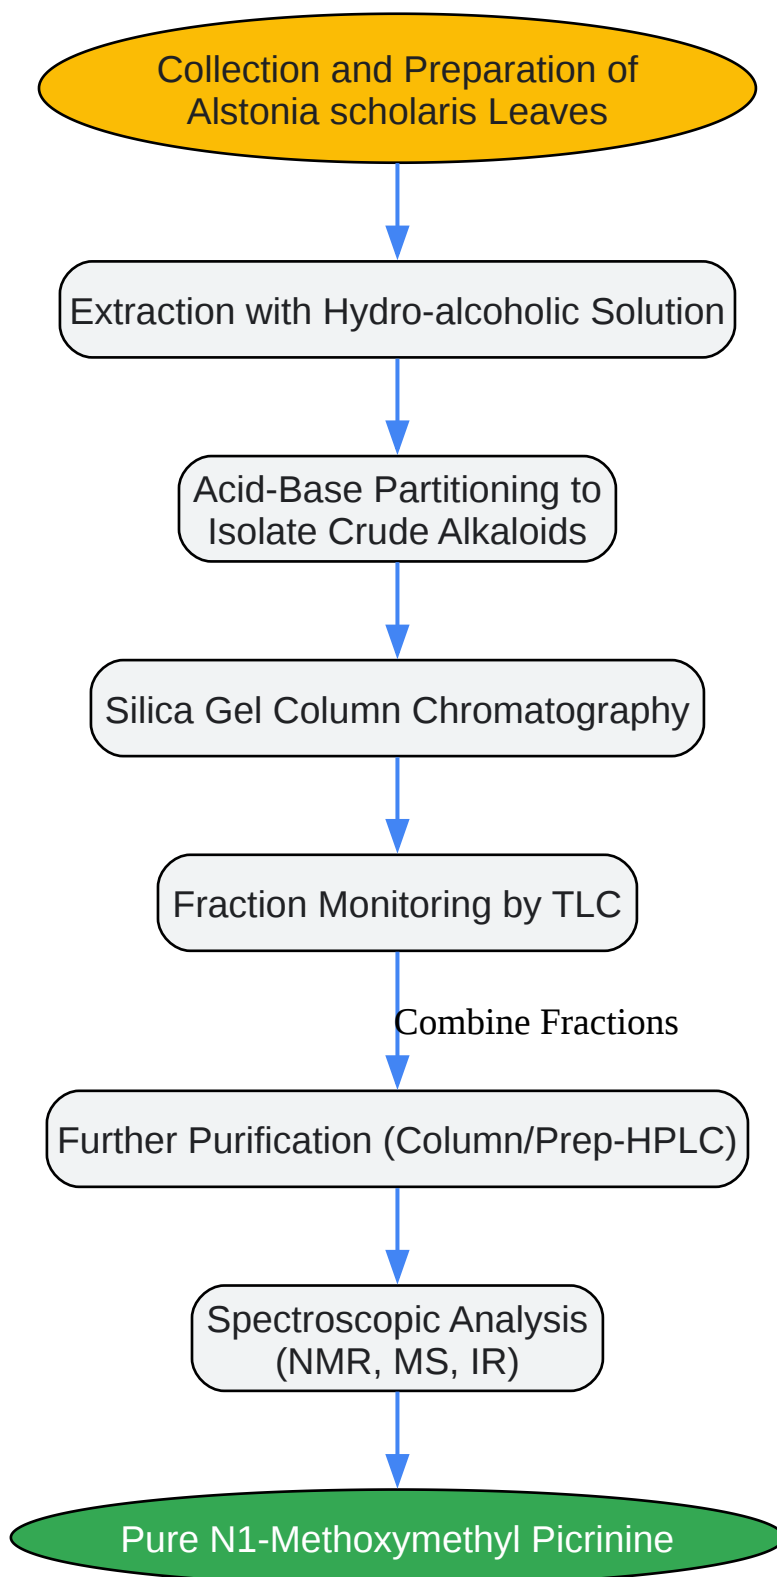 Collection and Preparation of
Alstonia scholaris Leaves
Extraction with Hydro-alcoholic Solution
Acid-Base Partitioning to
Isolate Crude Alkaloids
Silica Gel Column Chromatography
Fraction Monitoring by TLC
Combine Fractions
Further Purification (Column/Prep-HPLC)
Spectroscopic Analysis
(NMR, MS, IR)
Pure N1-Methoxymethyl Picrinine